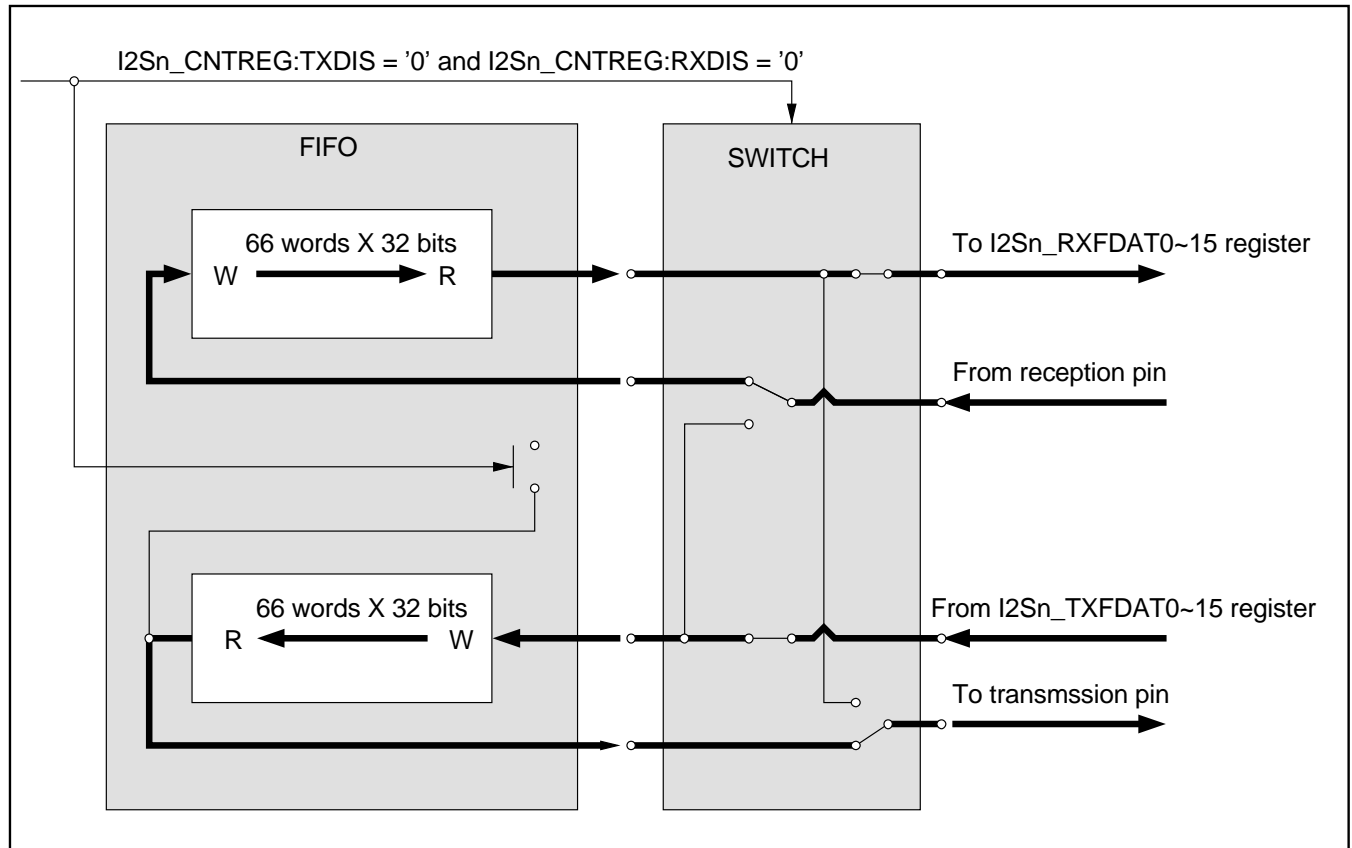 I2Sn_CNTREG:TXDIS = '0' and I2Sn_CNTREG:RXDIS = '0'
FIFO
SWITCH
66 words X 32 bits
W R
To I2Sn_RXFDAT0~15 register
From reception pin
66 words X 32 bits
R W
From I2Sn_TXFDAT0~15 register
To transmssion pin